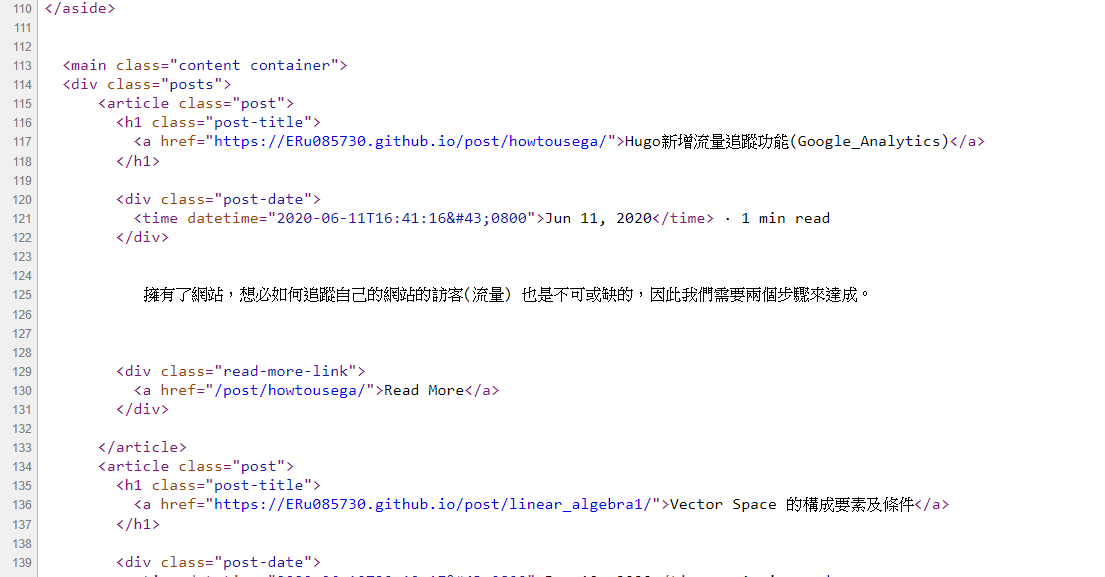 110 </aside>
111
112
113 <main class="content container">
114 <div class="posts">
115 <article class="post">
116 <h1 class="post-title">
117 <a href="https://ERu085730.github.io/post/howtousega/">Hugo新增流量追蹤功能(Google_Analytics)</a>
118 </h1>
119
120 <div class="post-date">
121 <time datetime="2020-06-11T16:41:16&#43;0800">Jun 11, 2020</time> · 1 min read
122 </div>
123
124
125 擁有了網站，想必如何追蹤自己的網站的訪客(流量) 也是不可或缺的，因此我們需要兩個步驟來達成。
126
127
128
129 <div class="read-more-link">
130 <a href="/post/howtousega/">Read More</a>
131 </div>
132
133 </article>
134 <article class="post">
135 <h1 class="post-title">
136 <a href="https://ERu085730.github.io/post/linear_algebra1/">Vector Space 的構成要素及條件</a>
137 </h1>
138
139 <div class="post-date">